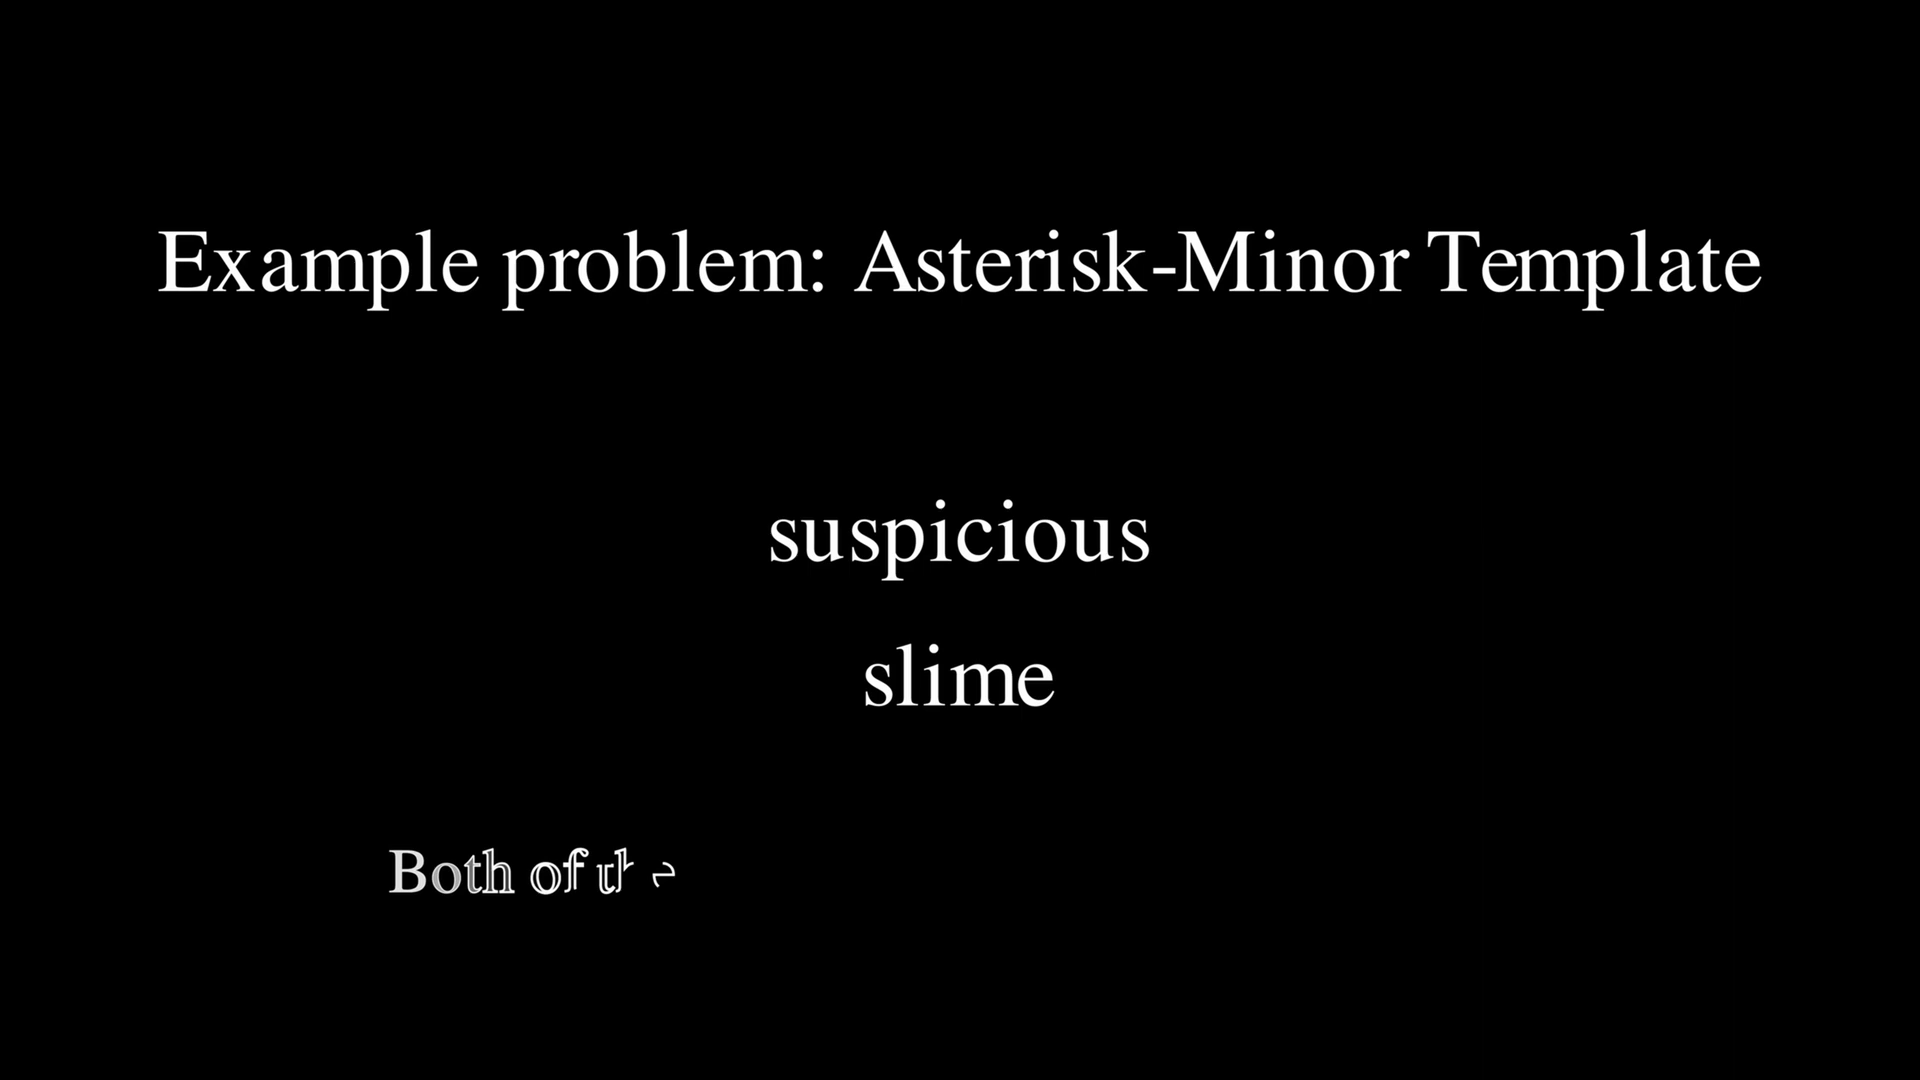 Example problem: Asterisk-Minor Template
suspicious
slime
Both of